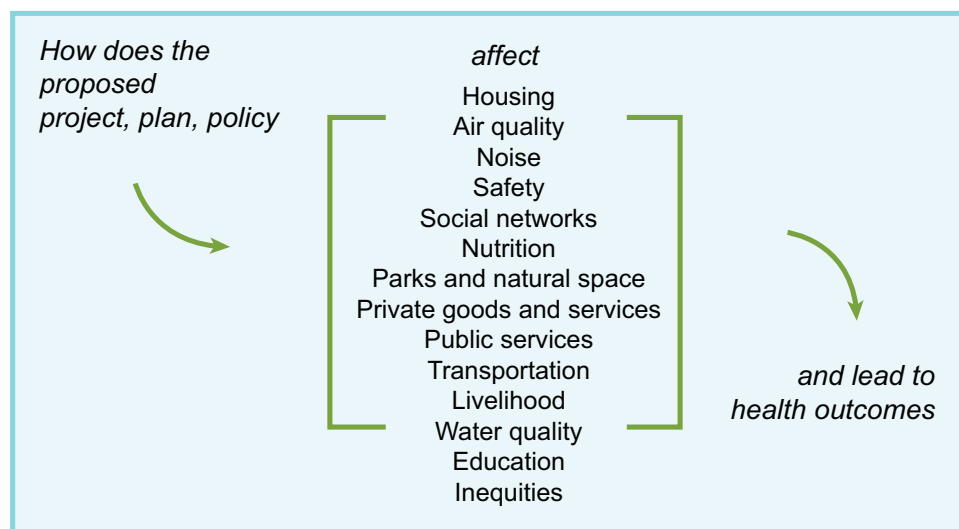 How does the
proposed
project, plan, policy
affect
Housing
Air quality
Noise
Safety
Social networks
Nutrition
Parks and natural space
Private goods and services
Public services
Transportation
Livelihood
Water quality
Education
Inequities
and lead to
health outcomes